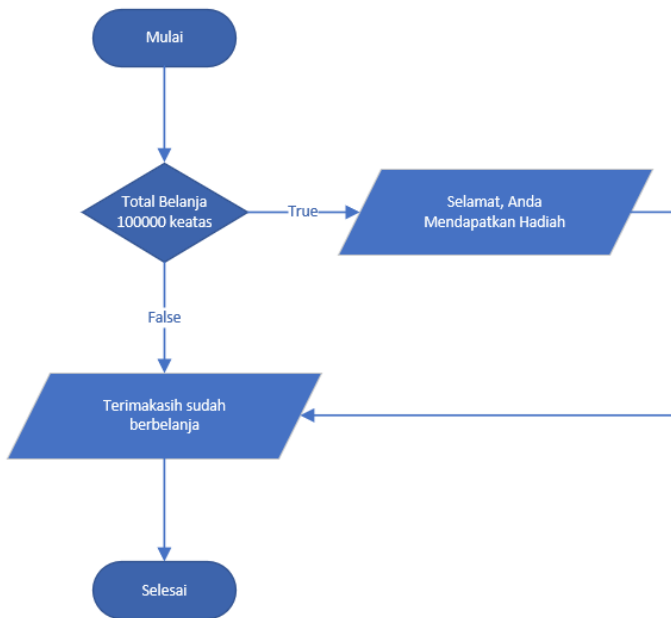 Mulai
Total Belanja
100000 keatas
True
Selamat, Anda
Mendapatkan Hadiah
False
Terimakasih sudah
berbelanja
Selesai